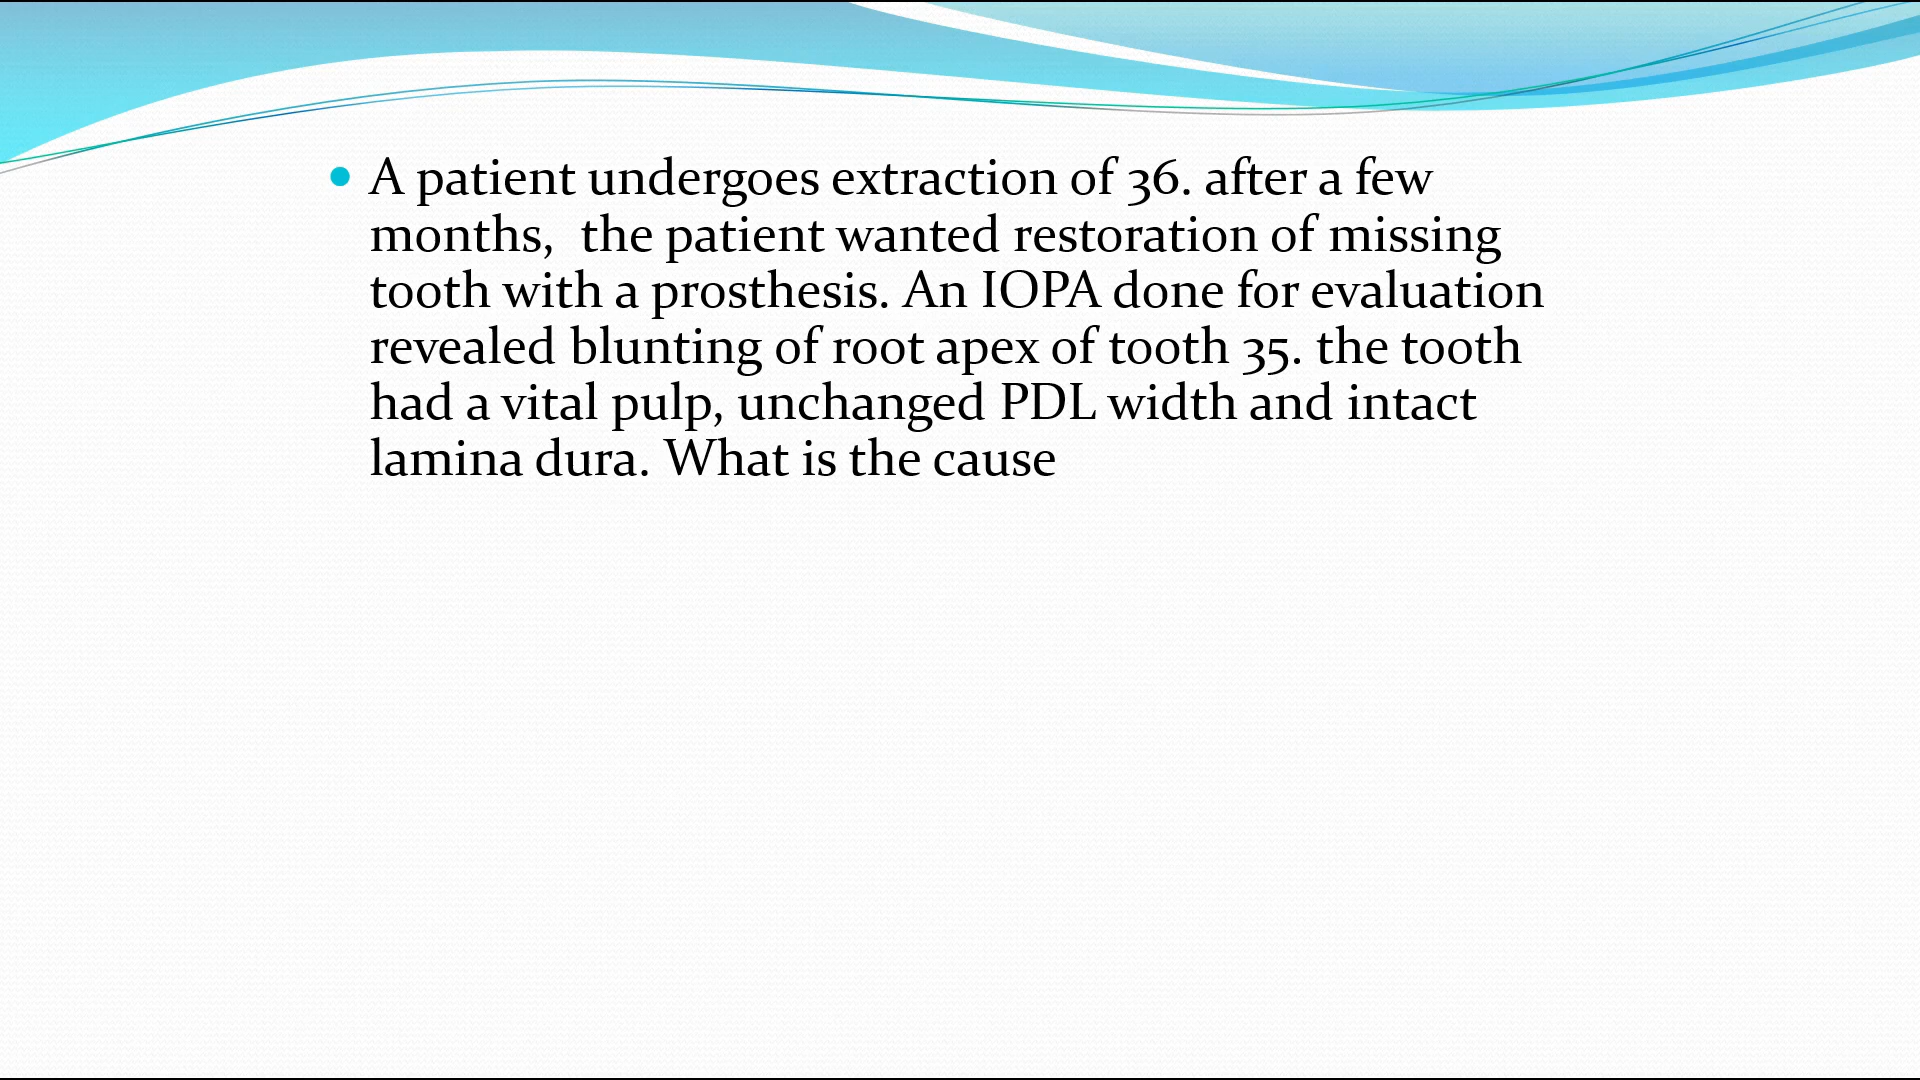 A patient undergoes extraction of 36. after a few
months,  the patient wanted restoration of missing
tooth with a prosthesis. An IOPA done for evaluation
revealed blunting of root apex of tooth 35. the tooth
had a vital pulp, unchanged PDL width and intact
lamina dura. What is the cause